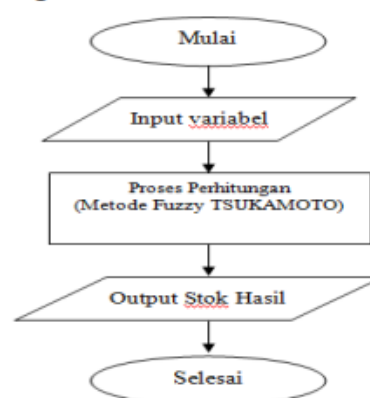 Mulai
Input variabel
Proses Perhitungan
(Metode Fuzzy TSUKAMOTO)
Output Stok Hasil
Selesai